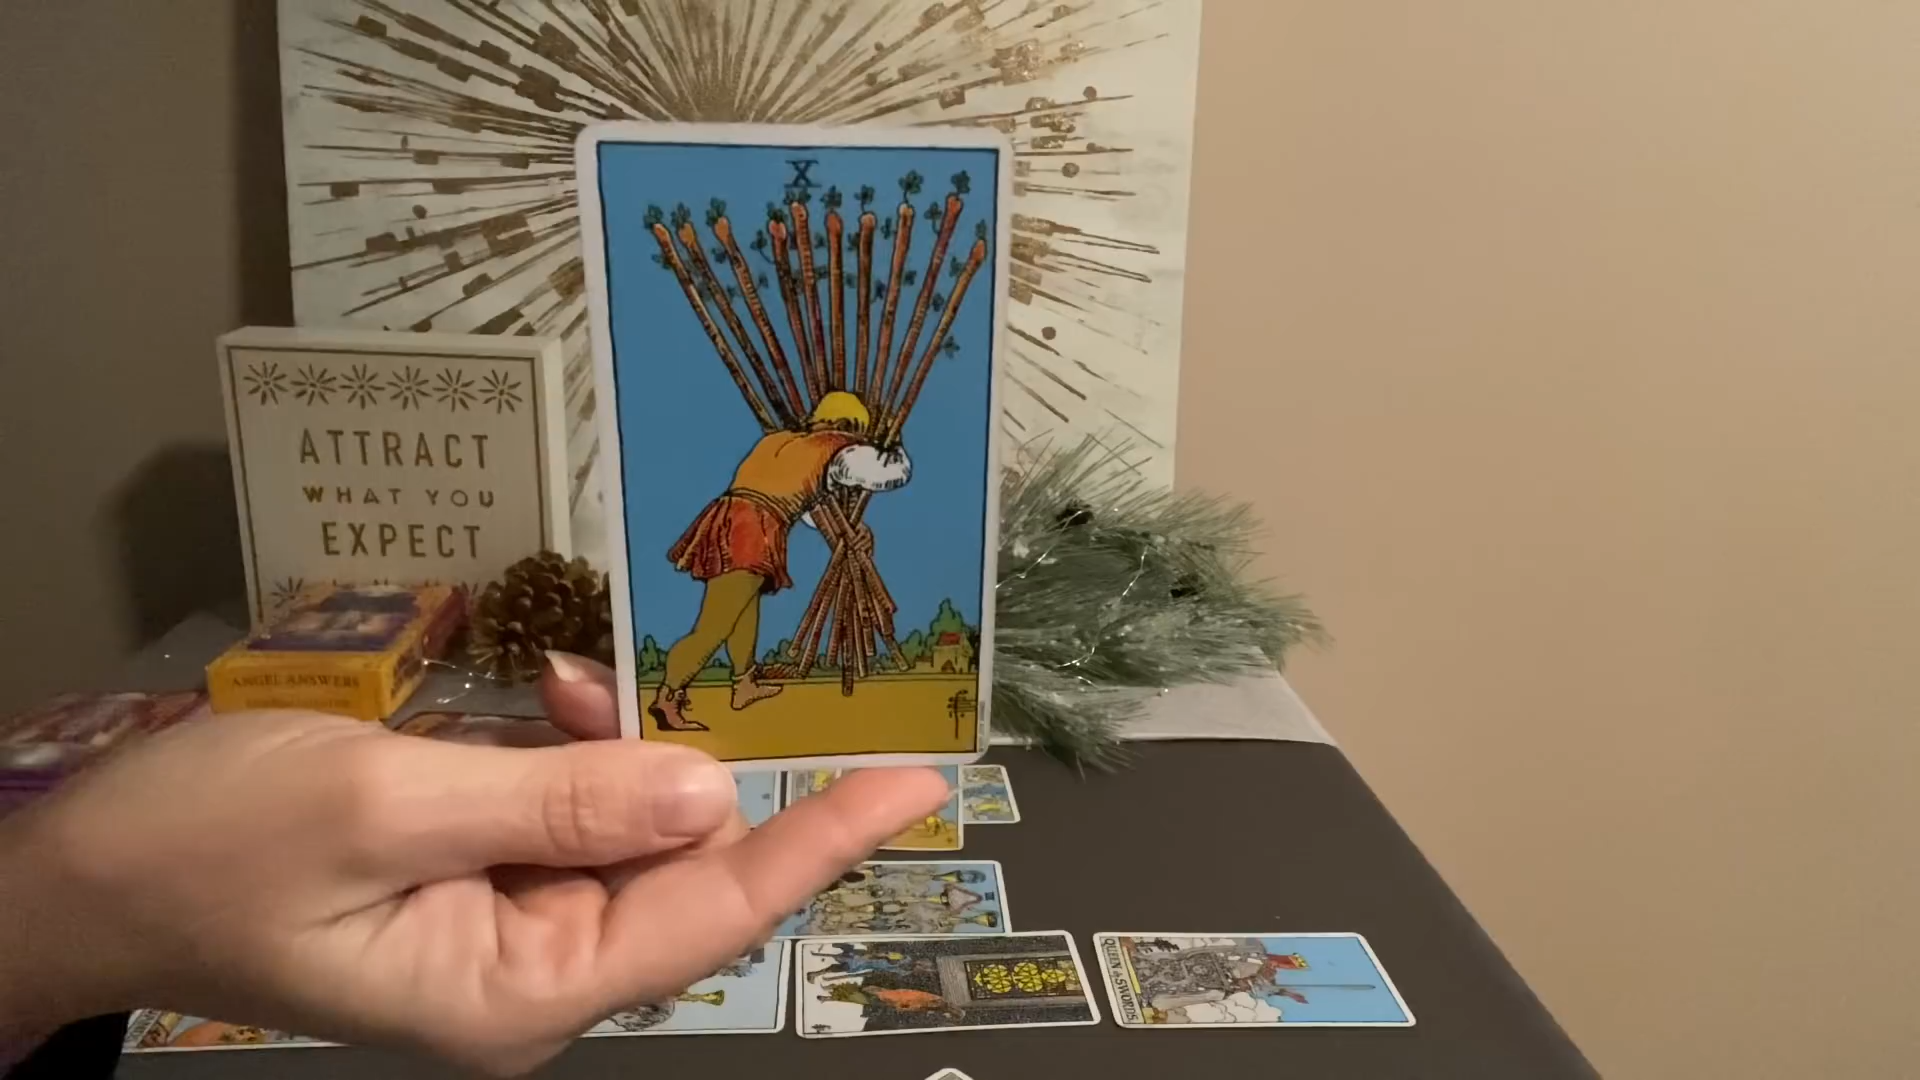 X
ATTRACT
WHAT YOU
EXPECT
ANGEL ANSWERS
QUEEN of SWORDS.